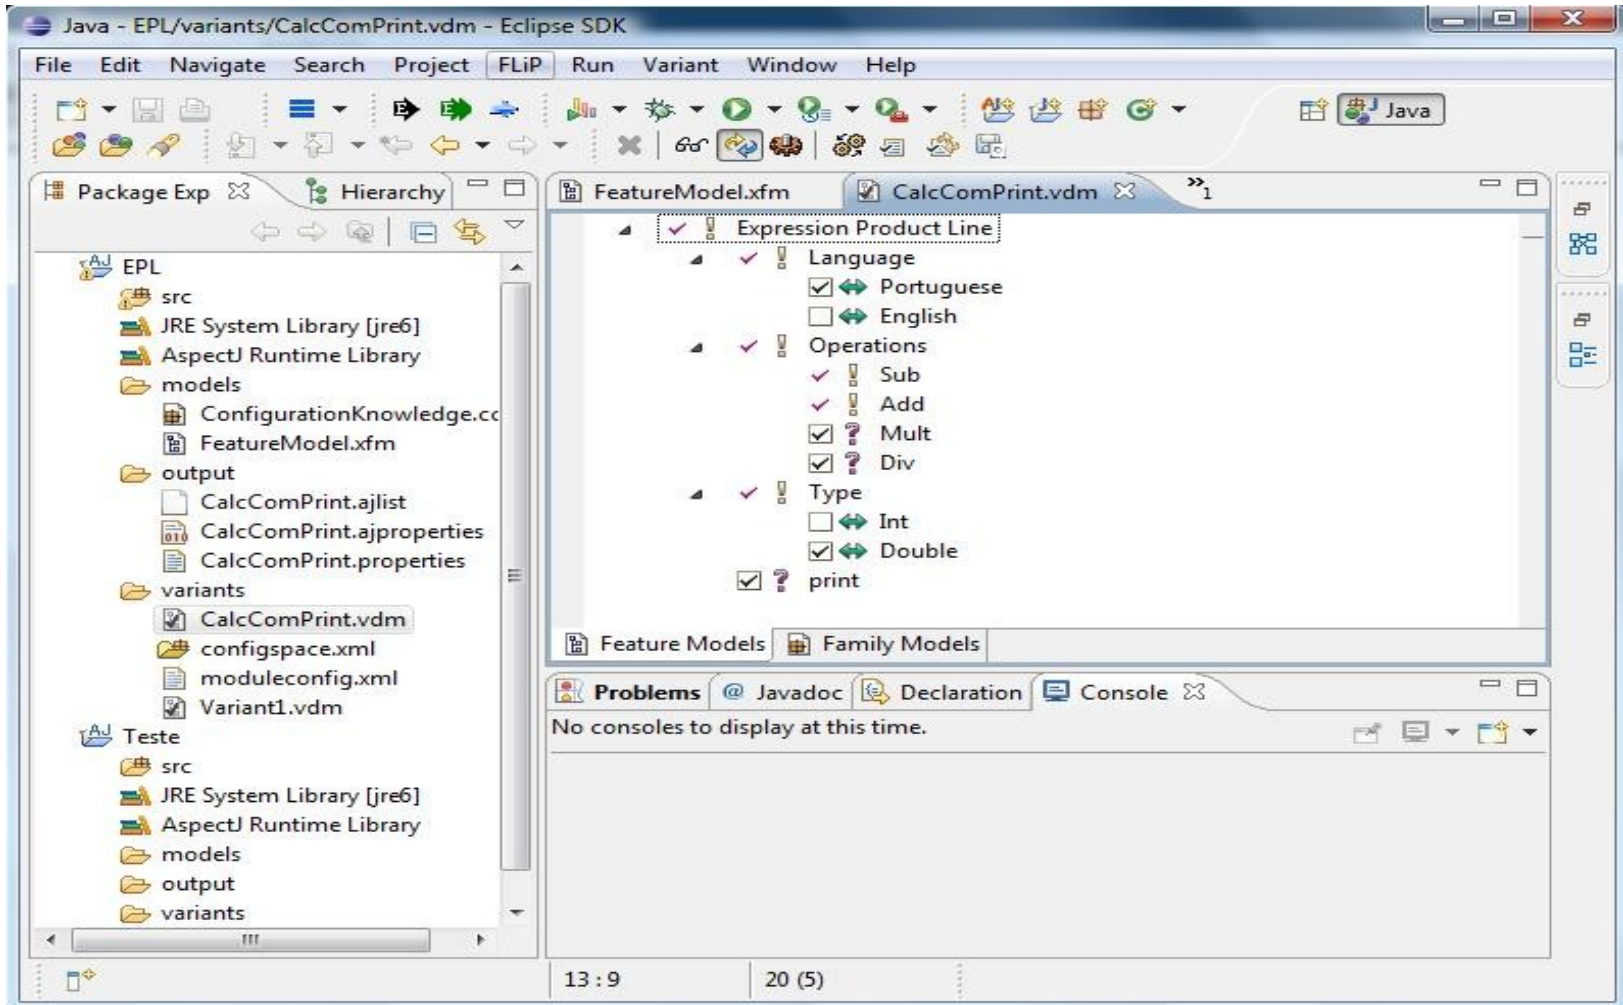 Java - EPL/variants/CalcComPrint.vdm - Eclipse SDK
File Edit Navigate Search Project FLiP Run Variant Window Help
Java
Package Exp
Hierarchy
EPL
src
JRE System Library [jre6]
AspectJ Runtime Library
models
ConfigurationKnowledge.cc
FeatureModel.xfm
output
CalcComPrint.ajlist
CalcComPrint.ajproperties
CalcComPrint.properties
variants
CalcComPrint.vdm
configspace.xml
moduleconfig.xml
Variant1.vdm
Teste
src
JRE System Library [jre6]
AspectJ Runtime Library
models
output
variants
FeatureModel.xfm
CalcComPrint.vdm
»1
Expression Product Line
Language
Portuguese
English
Operations
Sub
Add
Mult
Div
Type
Int
Double
print
Feature Models
Family Models
Problems
@ Javadoc
Declaration
Console
No consoles to display at this time.
13 : 9
20 (5)